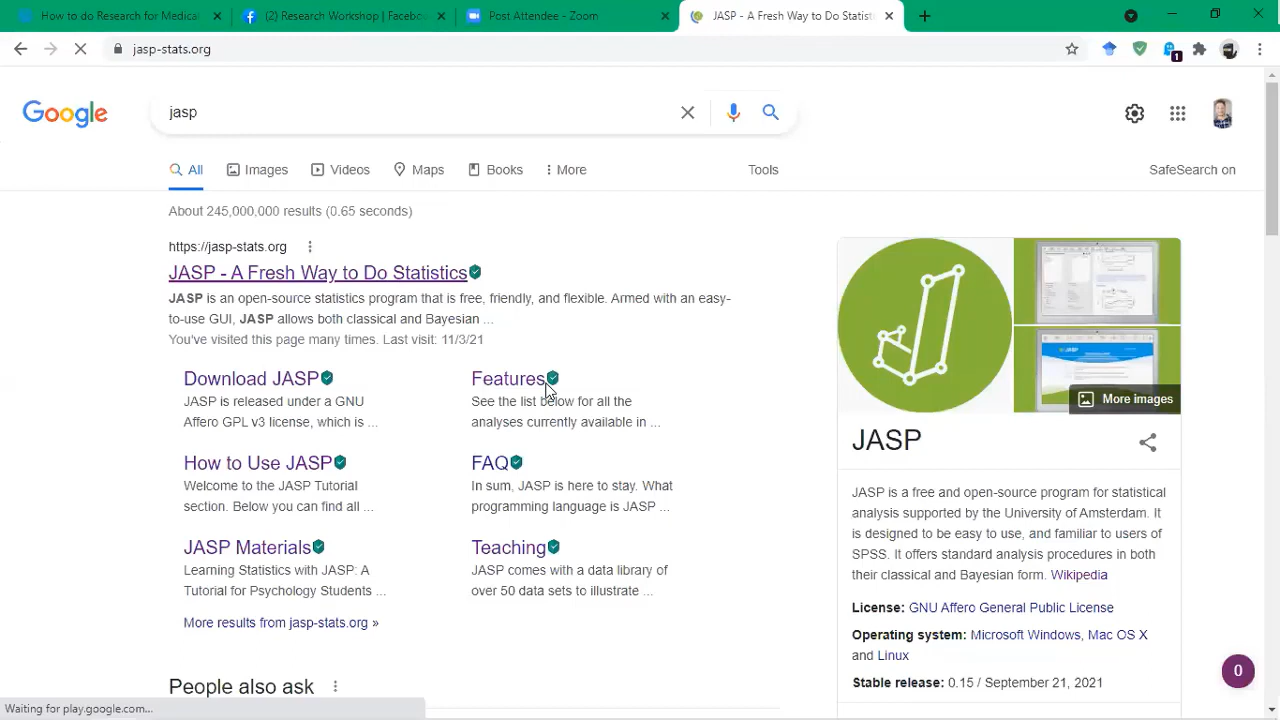 How to do Research for Medical
(2) Research Workshop | Facebo
Post Attendee - Zoom
JASP - A Fresh Way to Do Statist
jasp-stats.org
1
Google
jasp
All
Images
Videos
Maps
Books
More
Tools
SafeSearch on
About 245,000,000 results (0.65 seconds)
https://jasp-stats.org
JASP - A Fresh Way to Do Statistics
JASP is an open-source statistics program that is free, friendly, and flexible. Armed with an easy-
to-use GUI, JASP allows both classical and Bayesian ...
You've visited this page many times. Last visit: 11/3/21
Download JASP
JASP is released under a GNU
Affero GPL v3 license, which is ...
Features
See the list below for all the
analyses currently available in ...
How to Use JASP
Welcome to the JASP Tutorial
section. Below you can find all ...
FAQ
In sum, JASP is here to stay. What
programming language is JASP ...
JASP Materials
Learning Statistics with JASP: A
Tutorial for Psychology Students ...
Teaching
JASP comes with a data library of
over 50 data sets to illustrate ...
More results from jasp-stats.org »
People also ask
More images
JASP
JASP is a free and open-source program for statistical
analysis supported by the University of Amsterdam. It
is designed to be easy to use, and familiar to users of
SPSS. It offers standard analysis procedures in both
their classical and Bayesian form. Wikipedia
License: GNU Affero General Public License
Operating system: Microsoft Windows, Mac OS X
and Linux
Stable release: 0.15 / September 21, 2021
0
Waiting for play.google.com...